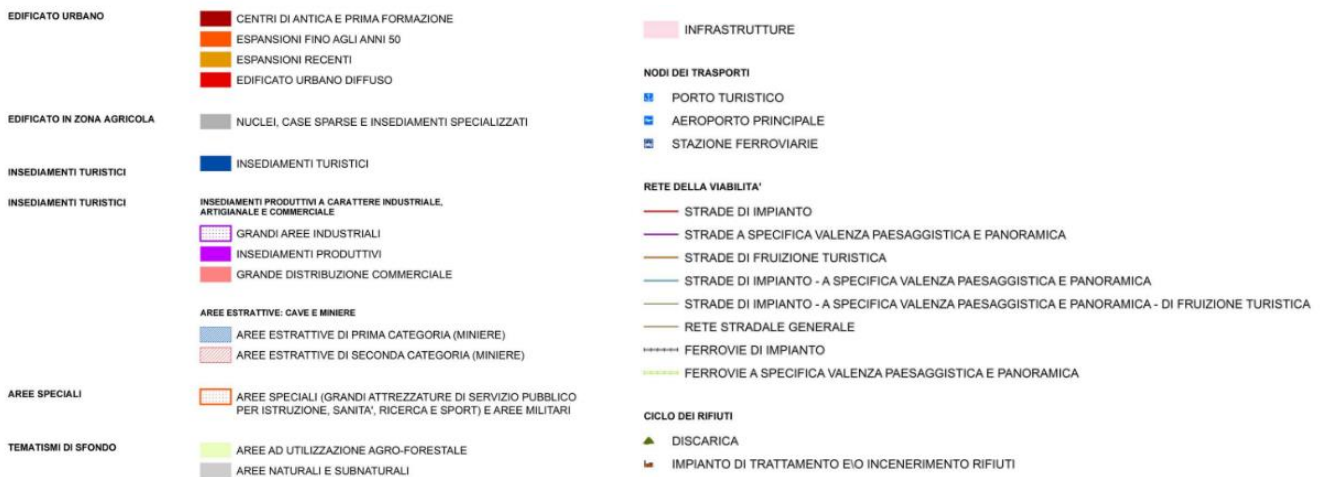 EDIFICATO URBANO
CENTRI DI ANTICA E PRIMA FORMAZIONE
ESPANSIONI FINO AGLI ANNI 50
ESPANSIONI RECENTI
EDIFICATO URBANO DIFFUSO
EDIFICATO IN ZONA AGRICOLA
NUCLEI, CASE SPARSE E INSEDIAMENTI SPECIALIZZATI
INSEDIAMENTI TURISTICI
INSEDIAMENTI TURISTICI
INSEDIAMENTI TURISTICI
INSEDIAMENTI PRODUTTIVI A CARATTERE INDUSTRIALE,
ARTIGIANALE E COMMERCIALE
GRANDI AREE INDUSTRIALI
INSEDIAMENTI PRODUTTIVI
GRANDE DISTRIBUZIONE COMMERCIALE
AREE ESTRATTIVE: CAVE E MINIERE
AREE ESTRATTIVE DI PRIMA CATEGORIA (MINIERE)
AREE ESTRATTIVE DI SECONDA CATEGORIA (MINIERE)
AREE SPECIALI
AREE SPECIALI (GRANDI ATTREZZATURE DI SERVIZIO PUBBLICO
PER ISTRUZIONE, SANITA', RICERCA E SPORT) E AREE MILITARI
TEMATISMI DI SFONDO
AREE AD UTILIZZAZIONE AGRO-FORESTALE
AREE NATURALI E SUBNATURALI
INFRASTRUTTURE
NODI DEI TRASPORTI
PORTO TURISTICO
AEROPORTO PRINCIPALE
STAZIONE FERROVIARIE
RETE DELLA VIABILITA'
STRADE DI IMPIANTO
STRADE A SPECIFICA VALENZA PAESAGGISTICA E PANORAMICA
STRADE DI FRUIZIONE TURISTICA
STRADE DI IMPIANTO - A SPECIFICA VALENZA PAESAGGISTICA E PANORAMICA
STRADE DI IMPIANTO - A SPECIFICA VALENZA PAESAGGISTICA E PANORAMICA - DI FRUIZIONE TURISTICA
RETE STRADALE GENERALE
FERROVIE DI IMPIANTO
FERROVIE A SPECIFICA VALENZA PAESAGGISTICA E PANORAMICA
CICLO DEI RIFIUTI
DISCARICA
IMPIANTO DI TRATTAMENTO E\O INCENERIMENTO RIFIUTI